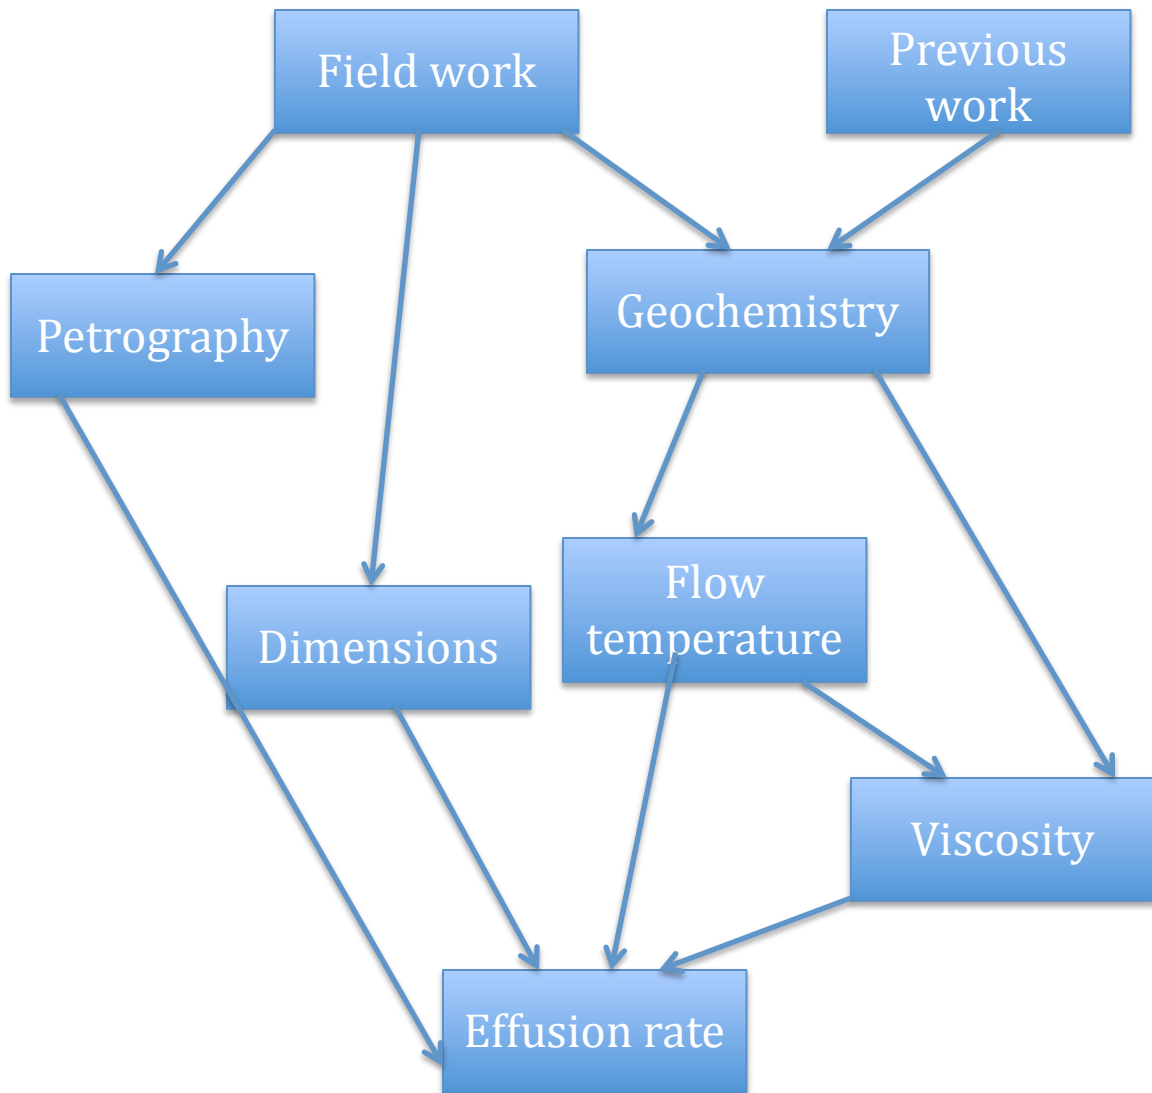 Field work
Previous
work
Petrography
Geochemistry
Flow
temperature
Dimensions
Viscosity
Effusion rate